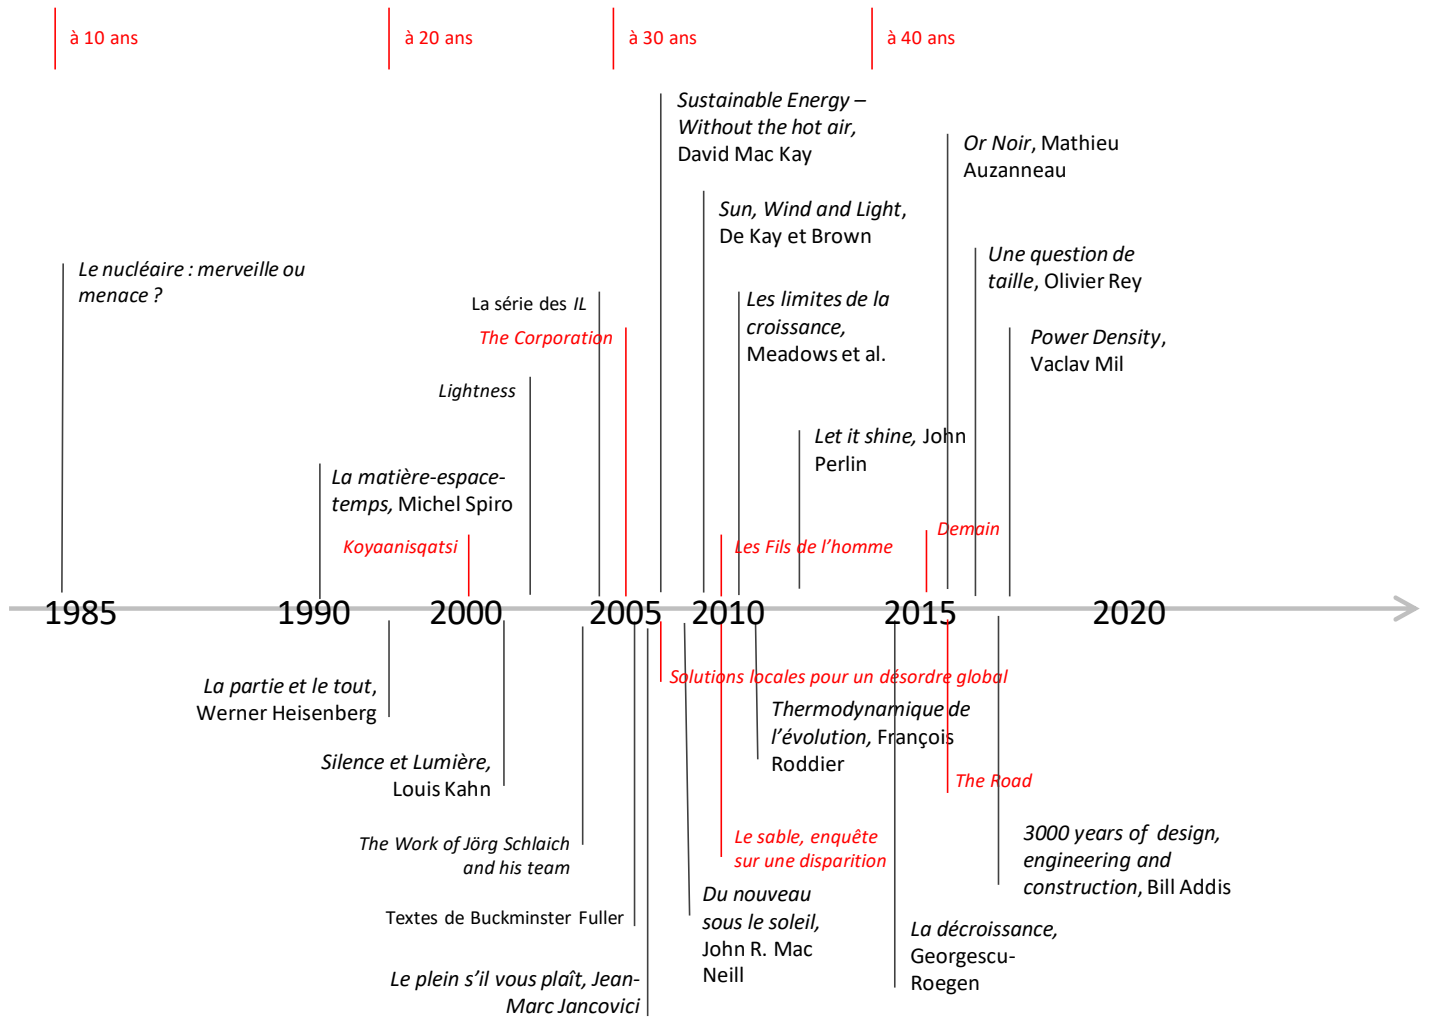 à 10 ans
à 20 ans
à 30 ans
à 40 ans
Sustainable Energy –
Without the hot air,
David Mac Kay
Or Noir, Mathieu
Auzanneau
Sun, Wind and Light,
De Kay et Brown
Une question de
taille, Olivier Rey
Le nucléaire : merveille ou
menace ?
La série des IL
The Corporation
Les limites de la
croissance,
Meadows et al.
Power Density,
Vaclav Mil
Lightness
Let it shine, John
Perlin
La matière-espace-
temps, Michel Spiro
Koyaanisqatsi
Les Fils de l’homme
Demain
1985
1990
2000
2005
2010
2015
2020
La partie et le tout,
Werner Heisenberg
Solutions locales pour un désordre global
Thermodynamique de
l’évolution, François
Roddier
Silence et Lumière,
Louis Kahn
The Road
The Work of Jörg Schlaich
and his team
Le sable, enquête
sur une disparition
3000 years of design,
engineering and
construction, Bill Addis
Textes de Buckminster Fuller
Du nouveau
sous le soleil,
John R. Mac
Neill
La décroissance,
Georgescu-
Roegen
Le plein s’il vous plaît, Jean-
Marc Jancovici